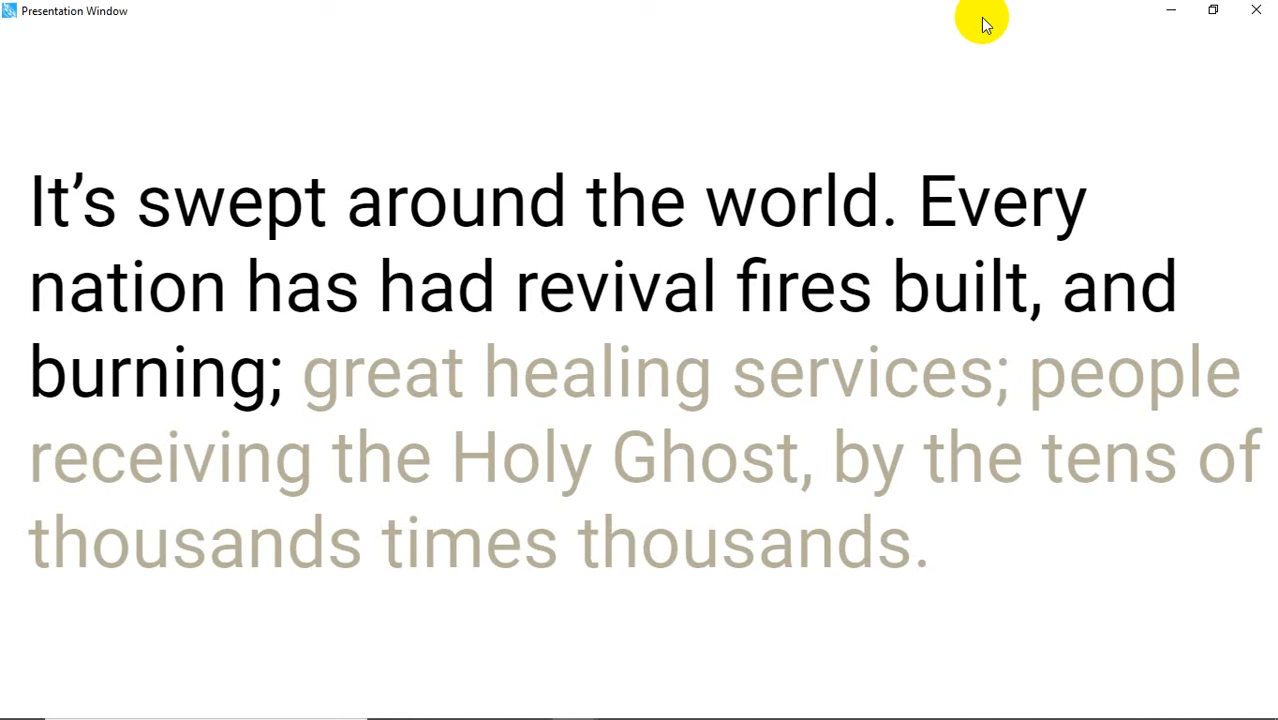 Presentation Window
It’s swept around the world. Every
nation has had revival fires built, and
burning; great healing services; people
receiving the Holy Ghost, by the tens of
thousands times thousands.